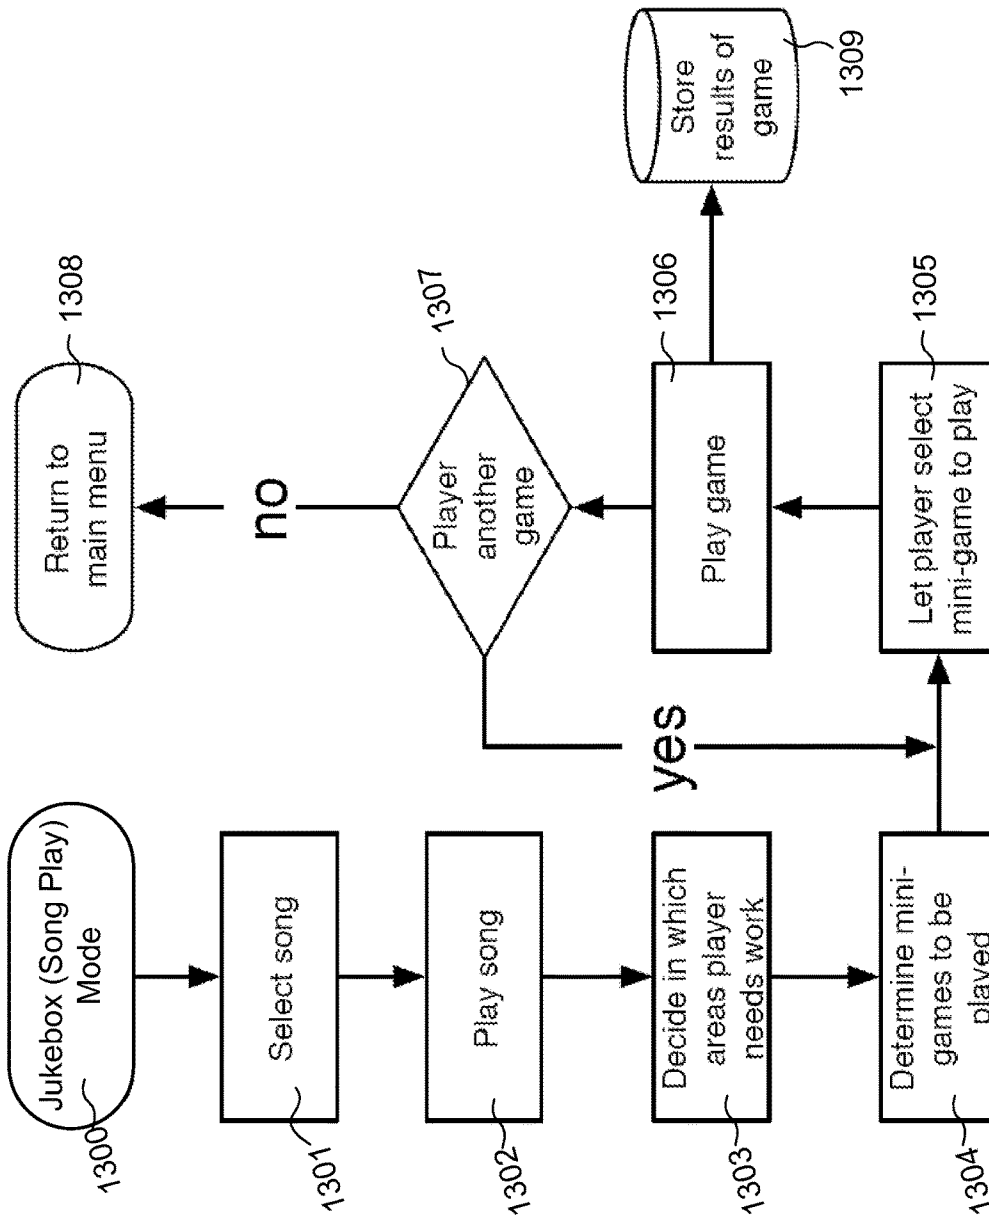 Jukebox (Song Play)
Mode
1300
Select song
1301
Play song
1302
Decide in which
areas player
needs work
1303
Determine mini-
games to be
played
1304
Let player select
mini-game to play
1305
Play game
1306
Player
another
game
1307
yes
no
Return to
main menu
1308
Store
results of
game
1309